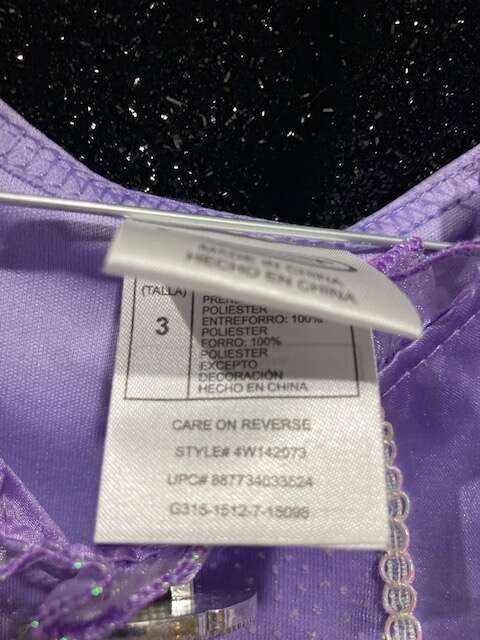 MADE IN CHINA
HECHO EN CHINA
(TALLA)
3
POLIESTER
ENTREFORRO: 100%
POLIESTER
FORRO: 100%
POLIESTER
EXCEPTO
DECORACIÓN
HECHO EN CHINA
CARE ON REVERSE
STYLE# 4W142073
UPC# 887734033524
G315-1512-7-15095